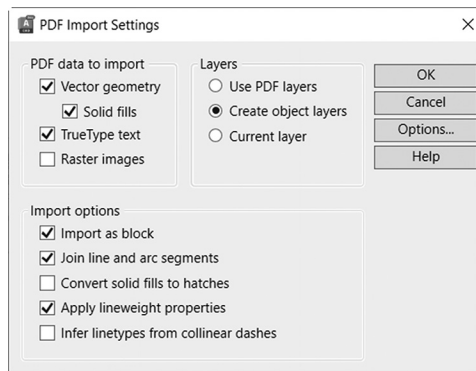 PDF Import Settings
PDF data to import
Vector geometry
Solid fills
TrueType text
Raster images
Layers
Use PDF layers
Create object layers
Current layer
OK
Cancel
Options...
Help
Import options
Import as block
Join line and arc segments
Convert solid fills to hatches
Apply lineweight properties
Infer linetypes from collinear dashes